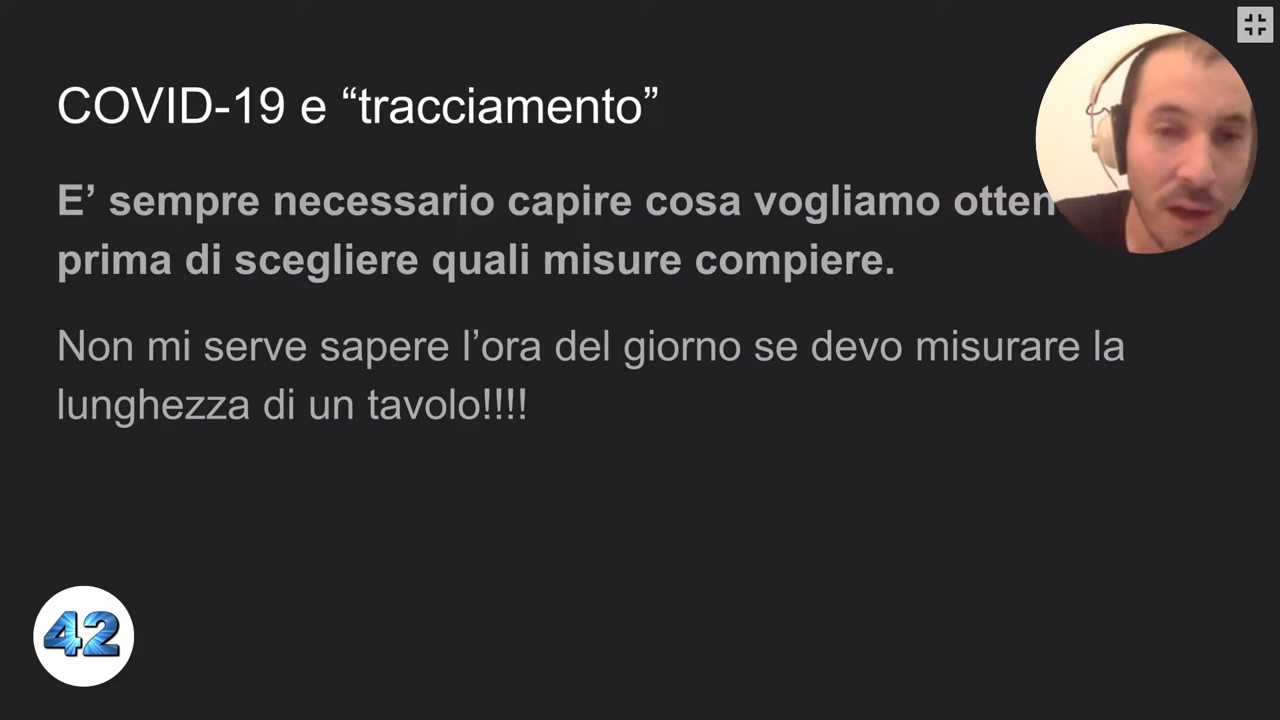 COVID-19 e “tracciamento”
E’ sempre necessario capire cosa vogliamo
prima di scegliere quali misure compiere.
Non mi serve sapere l’ora del giorno se devo misurare la
lunghezza di un tavolo!!!!
42